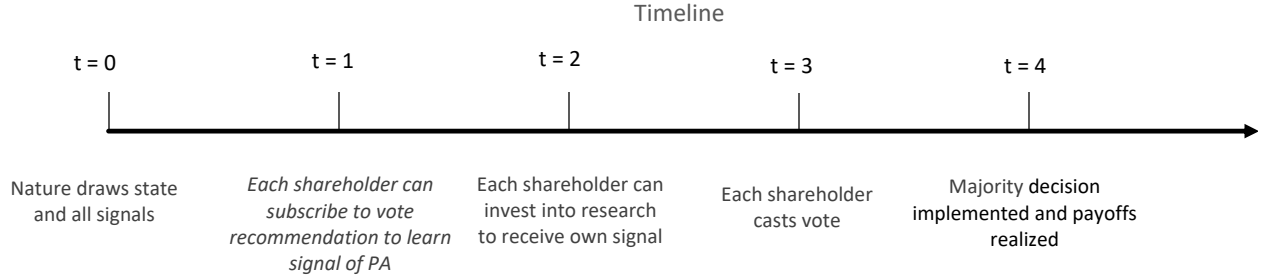 Timeline
t = 0
t = 1
t = 2
t = 3
t = 4
Nature draws state
and all signals
Each shareholder can
subscribe to vote
recommendation to learn
signal of PA
Each shareholder can
invest into research
to receive own signal
Each shareholder
casts vote
Majority decision
implemented and payoffs
realized